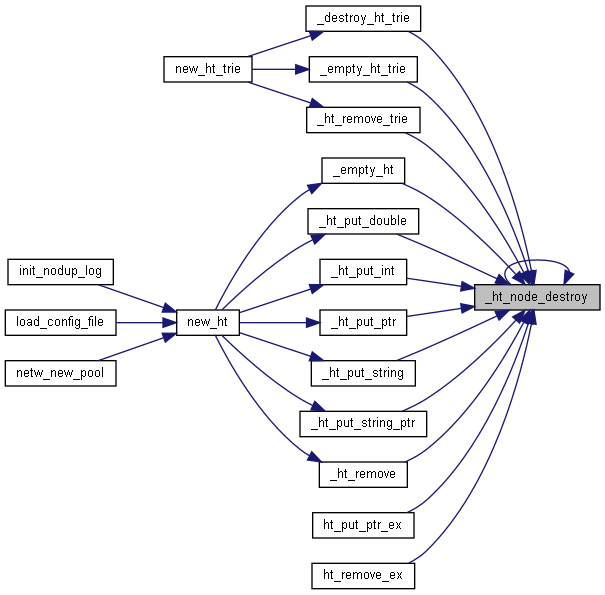 _destroy_ht_trie
new_ht_trie
_empty_ht_trie
_ht_remove_trie
_empty_ht
_ht_put_double
init_nodup_log
_ht_put_int
_ht_node_destroy
load_config_file
new_ht
_ht_put_ptr
netw_new_pool
_ht_put_string
_ht_put_string_ptr
_ht_remove
ht_put_ptr_ex
ht_remove_ex